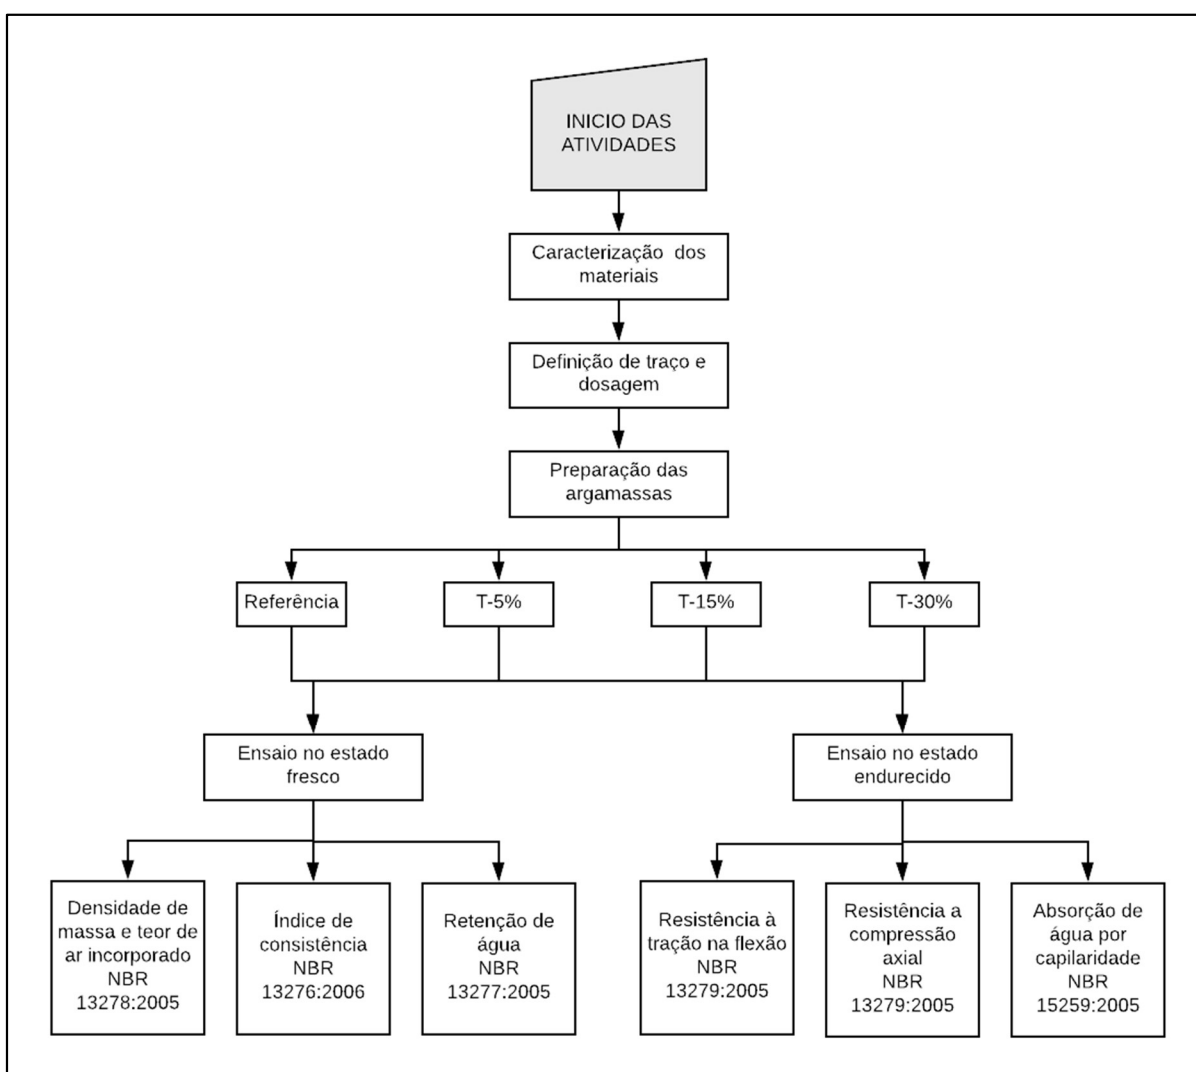 INICIO DAS
ATIVIDADES
Caracterização dos
materiais
Definição de traço e
dosagem
Preparação das
argamassas
Referência
T-5%
T-15%
T-30%
Ensaio no estado
fresco
Ensaio no estado
endurecido
Densidade de
massa e teor de
ar incorporado
NBR
13278:2005
Índice de
consistência
NBR
13276:2006
Retenção de
água
NBR
13277:2005
Resistência à
tração na flexão
NBR
13279:2005
Resistência a
compressão
axial
NBR
13279:2005
Absorção de
água por
capilaridade
NBR
15259:2005